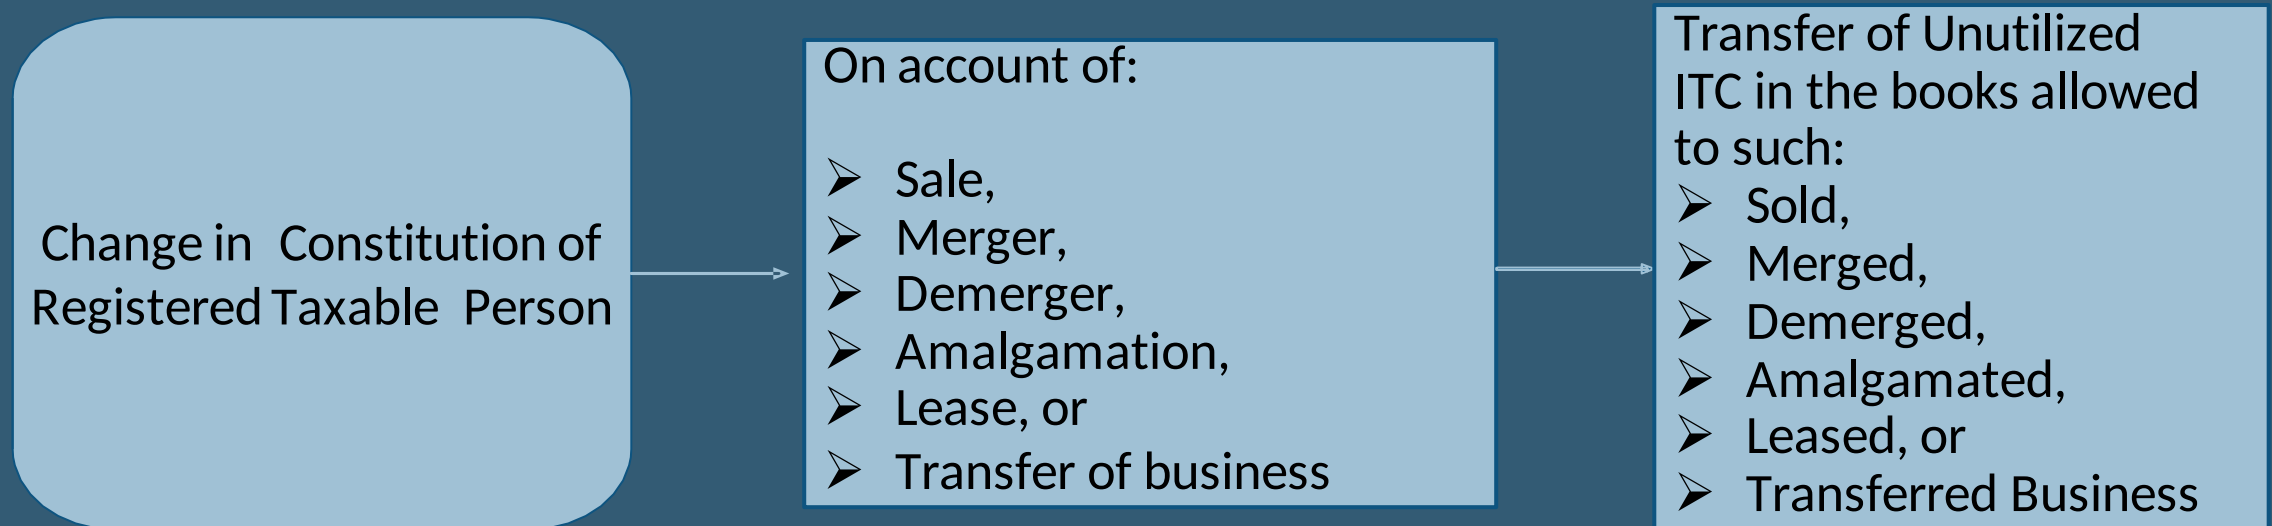 Change in Constitution of
Registered Taxable Person
On account of:
➢ Sale,
➢ Merger,
➢ Demerger,
➢ Amalgamation,
➢ Lease, or
➢ Transfer of business
Transfer of Unutilized
ITC in the books allowed
to such:
➢ Sold,
➢ Merged,
➢ Demerged,
➢ Amalgamated,
➢ Leased, or
➢ Transferred Business